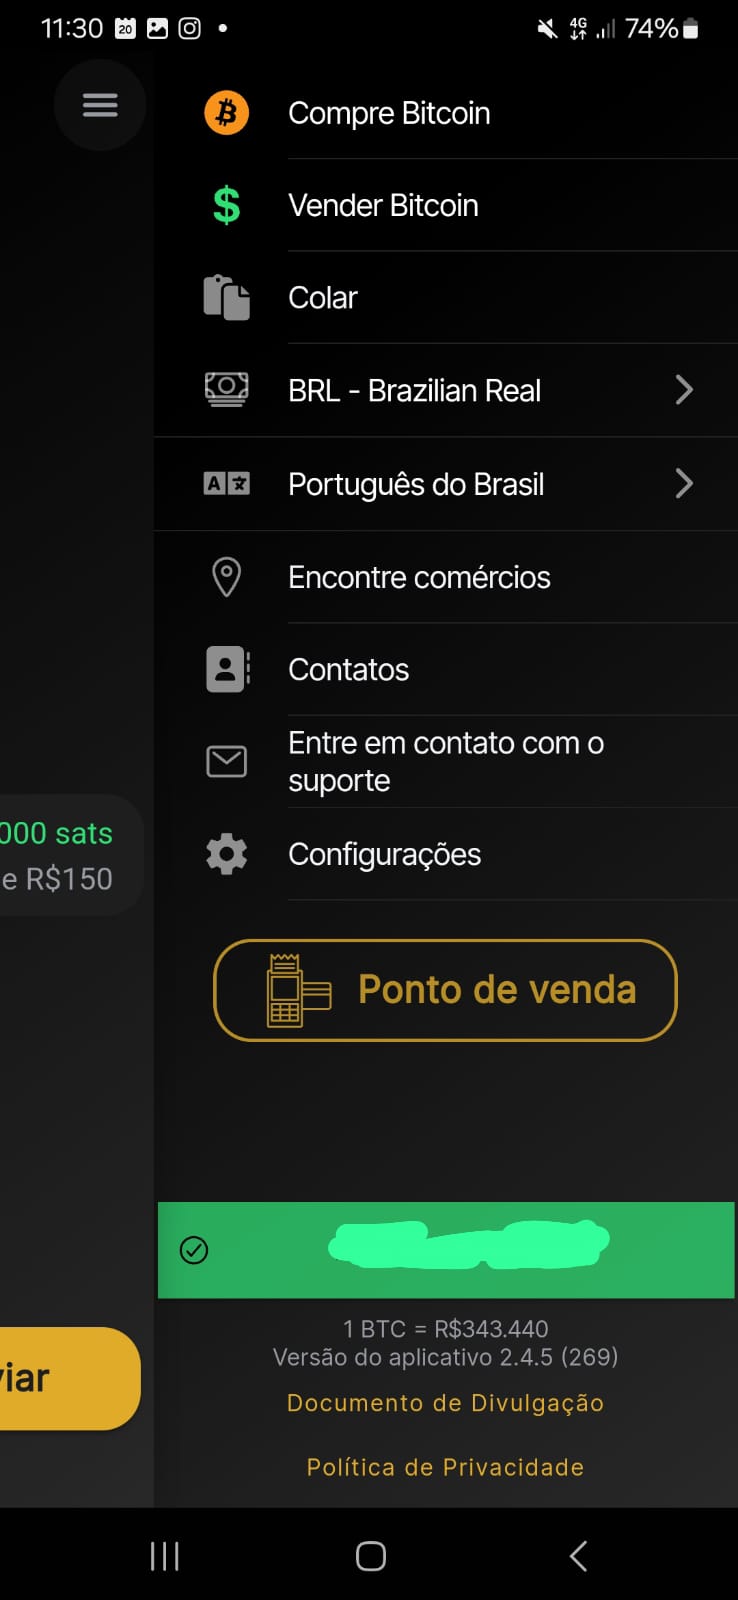 11:30
20
4G
74%
Compre Bitcoin
Vender Bitcoin
Colar
BRL - Brazilian Real
Português do Brasil
Encontre comércios
Contatos
Entre em contato com o
suporte
000 sats
e R$150
Configurações
Ponto de venda
1 BTC = R$343.440
Versão do aplicativo 2.4.5 (269)
viar
Documento de Divulgação
Política de Privacidade